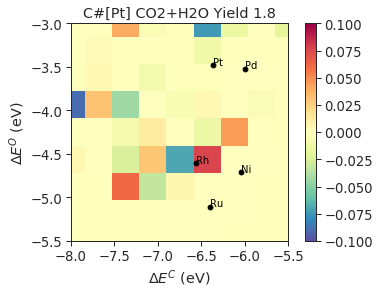 C#[Pt] CO2+H2O Yield 1.8
ΔE^O (eV)
−3.0
−3.5
−4.0
−4.5
−5.0
−5.5
Pt
Pd
Rh
Ni
Ru
−8.0 −7.5 −7.0 −6.5 −6.0 −5.5
ΔE^C (eV)
0.100
0.075
0.050
0.025
0.000
−0.025
−0.050
−0.075
−0.100